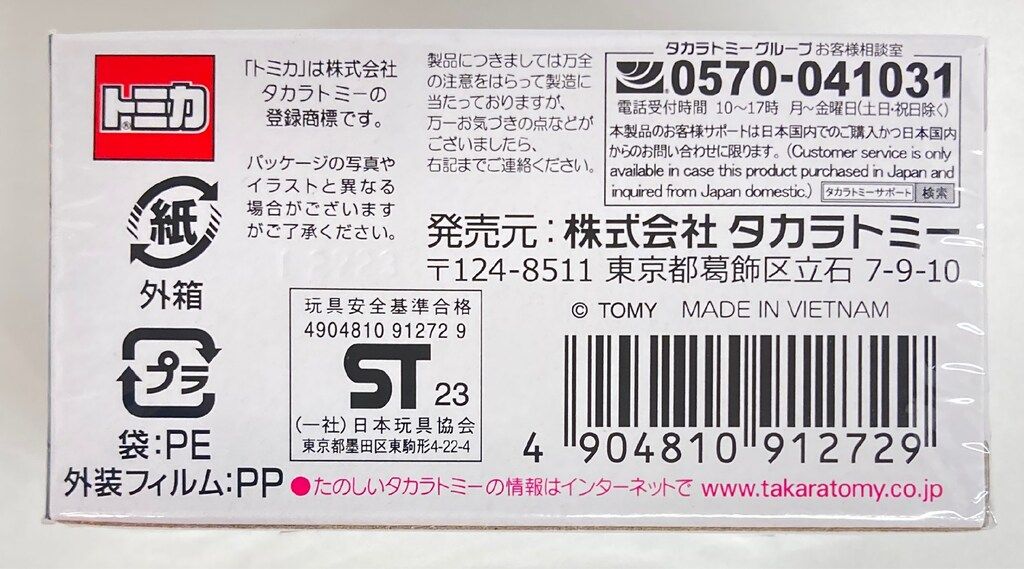 トミカ
「トミカ」は株式会社
タカラトミーの
登録商標です。
パッケージの写真や
イラストと異なる
場合がございます
がご了承ください。
製品につきましては万全
の注意をはらって製造に
当たっておりますが、
万一お気づきの点などが
ございましたら、
右記までご連絡ください。
タカラトミーグループ お客様相談室
0570-041031
電話受付時間 10〜17時 月〜金曜日(土日・祝日除く)
本製品のお客様サポートは日本国内でのご購入かつ日本国内
からのお問い合わせに限ります。(Customer service is only
available in case this product purchased in Japan and
inquired from Japan domestic.) タカラトミーサポート 検索
発売元:株式会社 タカラトミー
〒124-8511 東京都葛飾区立石 7-9-10
© TOMY MADE IN VIETNAM
紙
外箱
プラ
袋:PE
外装フィルム:PP
玩具安全基準合格
4904810 91272 9
ST 23
(一社)日本玩具協会
東京都墨田区東駒形4-22-4
4 904810 912729
●たのしいタカラトミーの情報はインターネットで www.takaratomy.co.jp